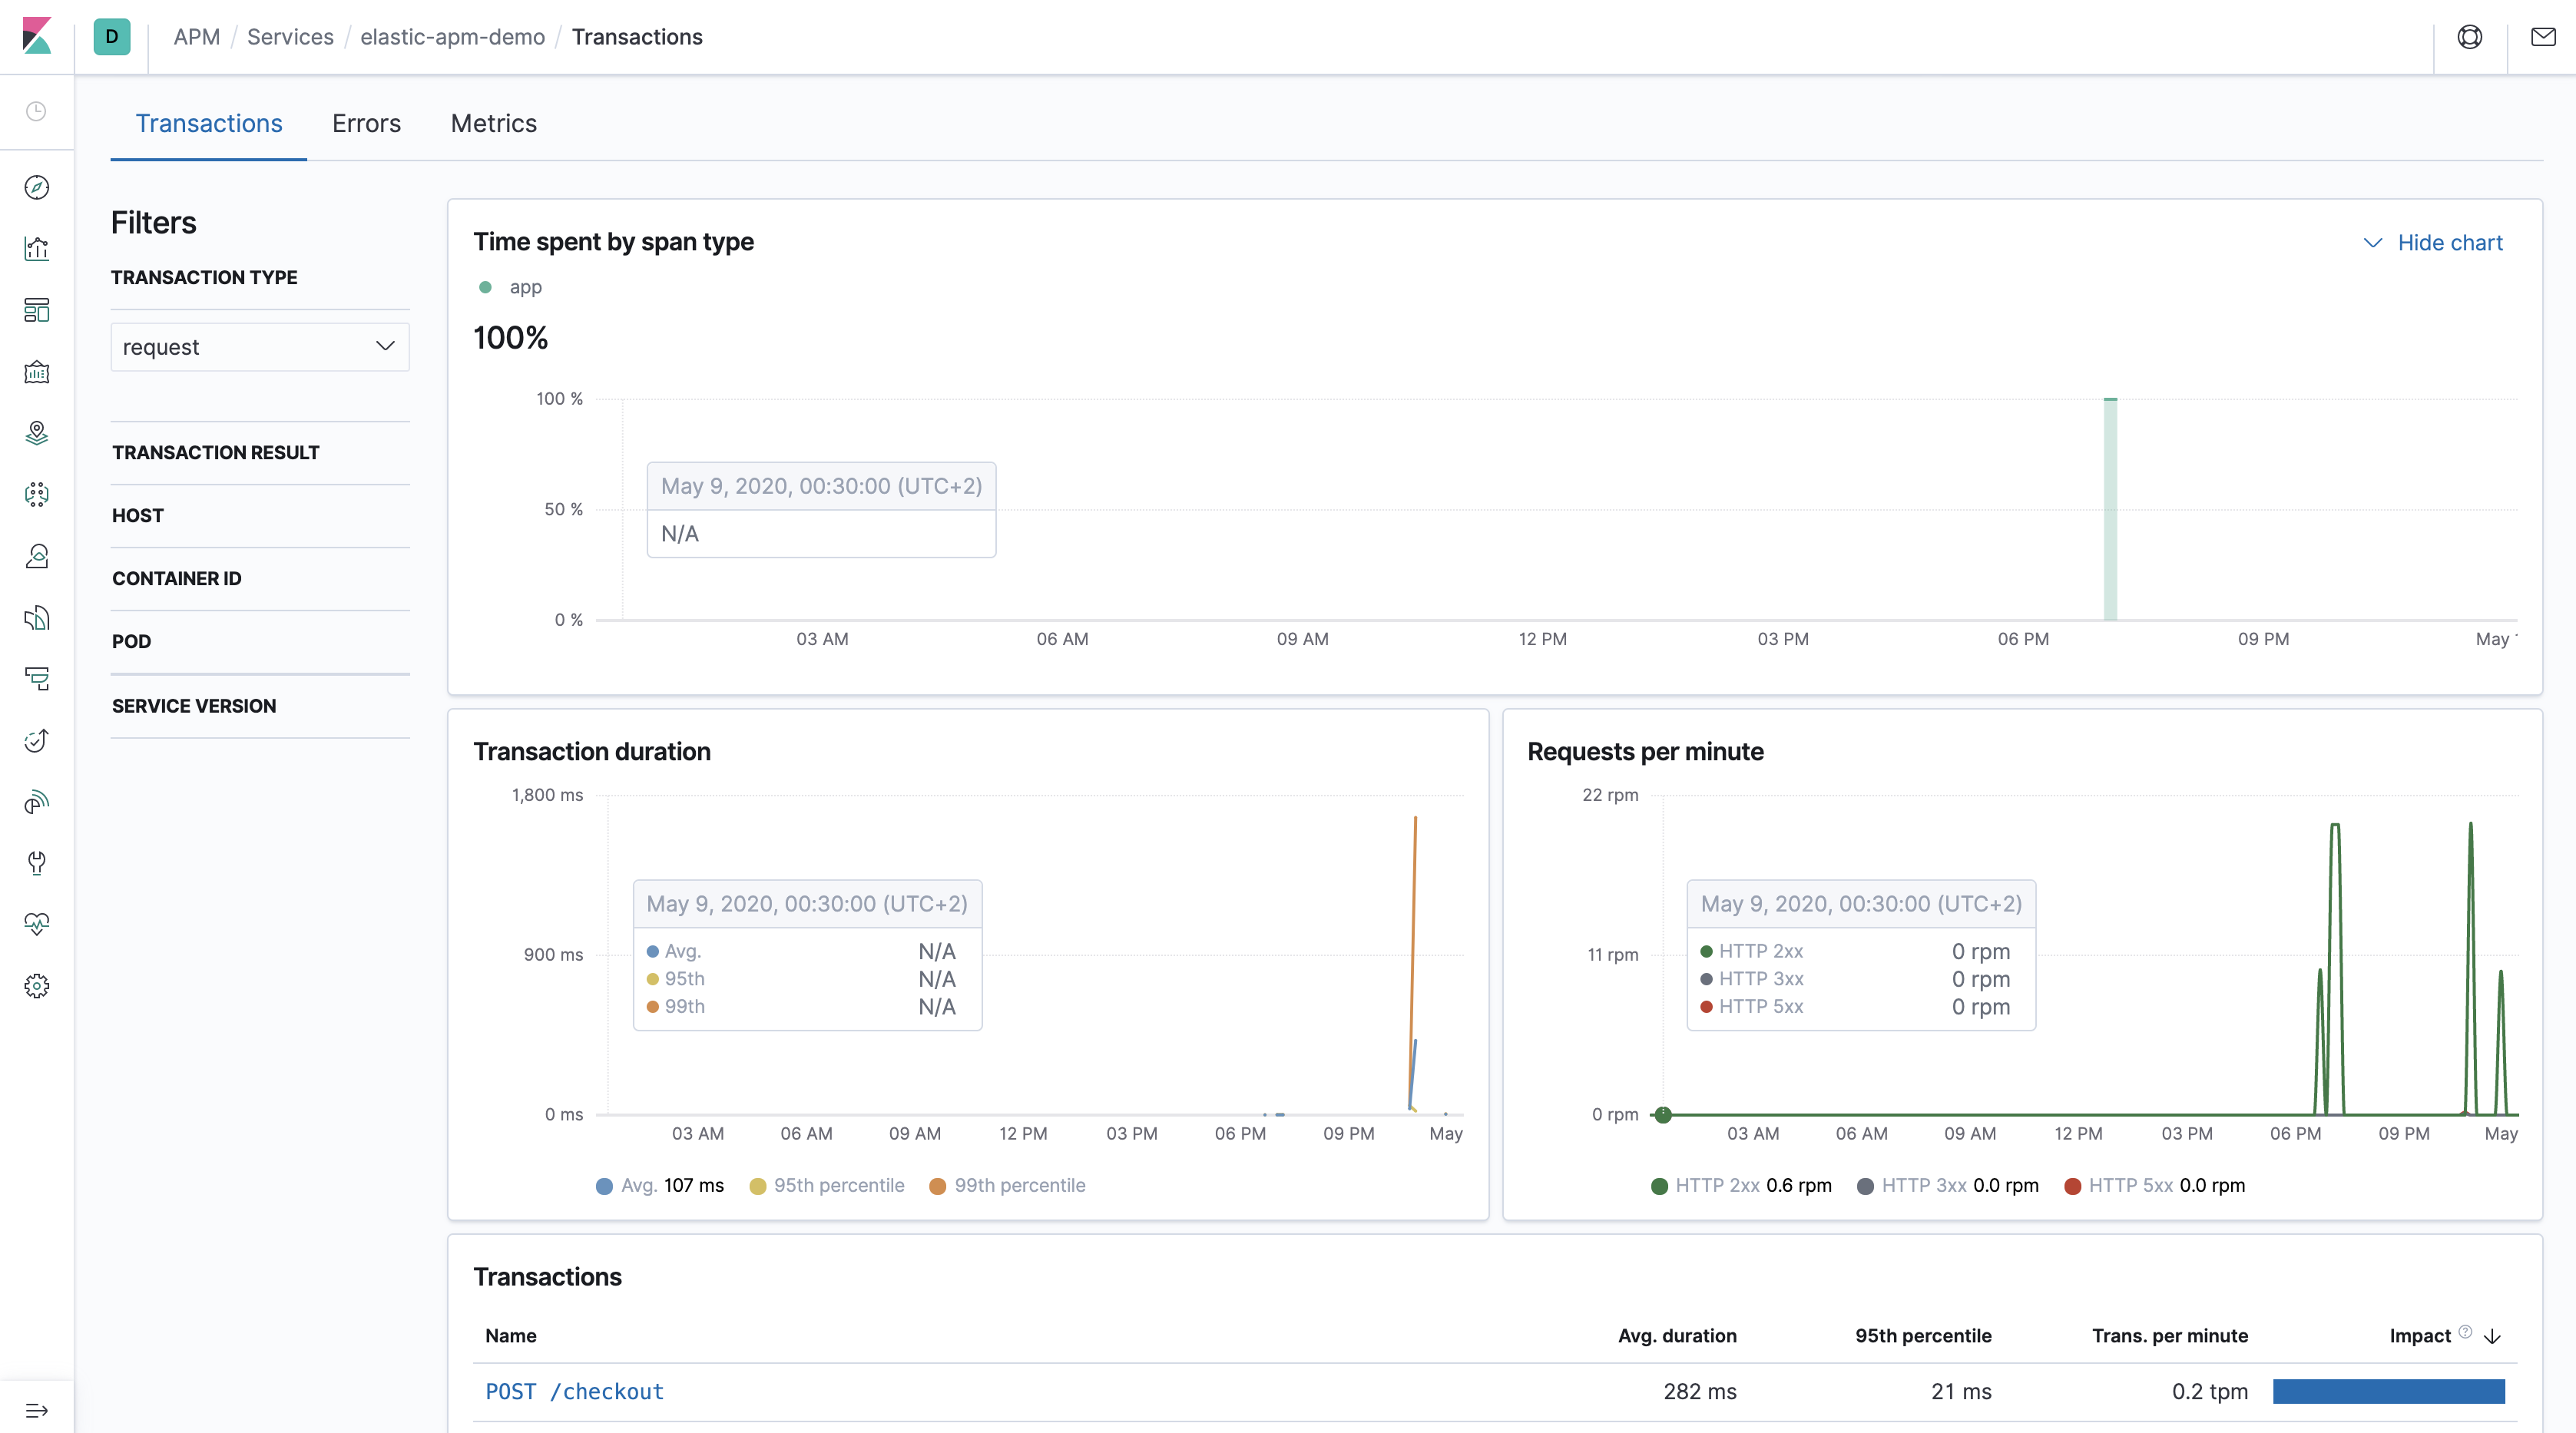 D
APM / Services / elastic-apm-demo / Transactions
Transactions Errors Metrics
Filters
TRANSACTION TYPE
request
TRANSACTION RESULT
HOST
CONTAINER ID
POD
SERVICE VERSION
Time spent by span type
Hide chart
app
100%
100 %
50 %
0 %
May 9, 2020, 00:30:00 (UTC+2)
N/A
03 AM 06 AM 09 AM 12 PM 03 PM 06 PM 09 PM May
Transaction duration
1,800 ms
900 ms
0 ms
May 9, 2020, 00:30:00 (UTC+2)
Avg. N/A
95th N/A
99th N/A
03 AM 06 AM 09 AM 12 PM 03 PM 06 PM 09 PM May
Avg. 107 ms 95th percentile 99th percentile
Requests per minute
22 rpm
11 rpm
0 rpm
May 9, 2020, 00:30:00 (UTC+2)
HTTP 2xx 0 rpm
HTTP 3xx 0 rpm
HTTP 5xx 0 rpm
03 AM 06 AM 09 AM 12 PM 03 PM 06 PM 09 PM May
HTTP 2xx 0.6 rpm HTTP 3xx 0.0 rpm HTTP 5xx 0.0 rpm
Transactions
Name Avg. duration 95th percentile Trans. per minute Impact
POST /checkout 282 ms 21 ms 0.2 tpm